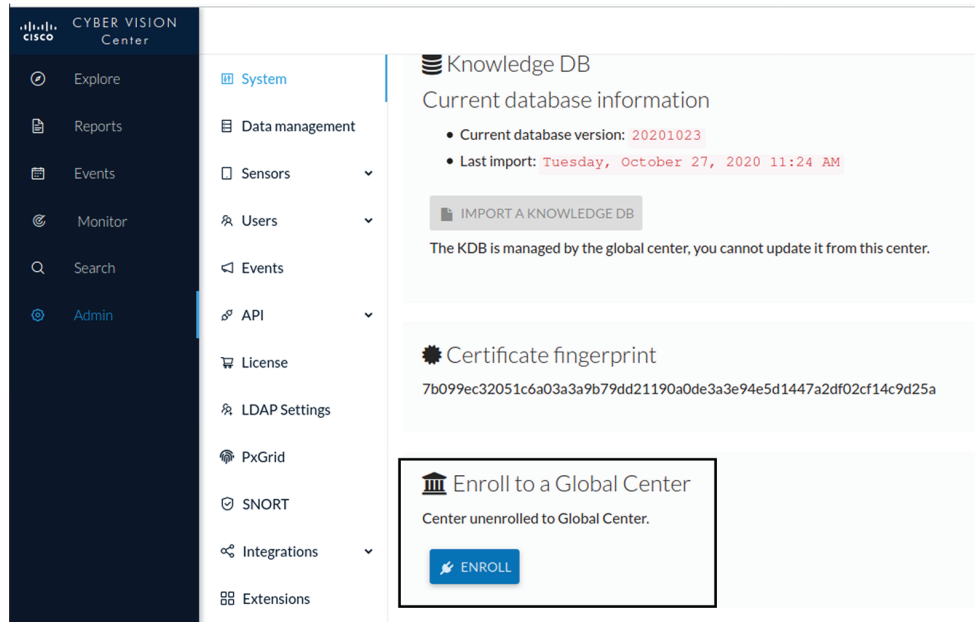 CISCO
CYBER VISION
Center
Explore
Reports
Events
Monitor
Search
Admin
System
Data management
Sensors
Users
Events
API
License
LDAP Settings
PxGrid
SNORT
Integrations
Extensions
Knowledge DB
Current database information
Current database version: 20201023
Last import: Tuesday, October 27, 2020 11:24 AM
IMPORT A KNOWLEDGE DB
The KDB is managed by the global center, you cannot update it from this center.
Certificate fingerprint
7b099ec32051c6a03a3a9b79dd21190a0de3a3e94e5d1447a2df02cf14c9d25a
Enroll to a Global Center
Center unenrolled to Global Center.
ENROLL